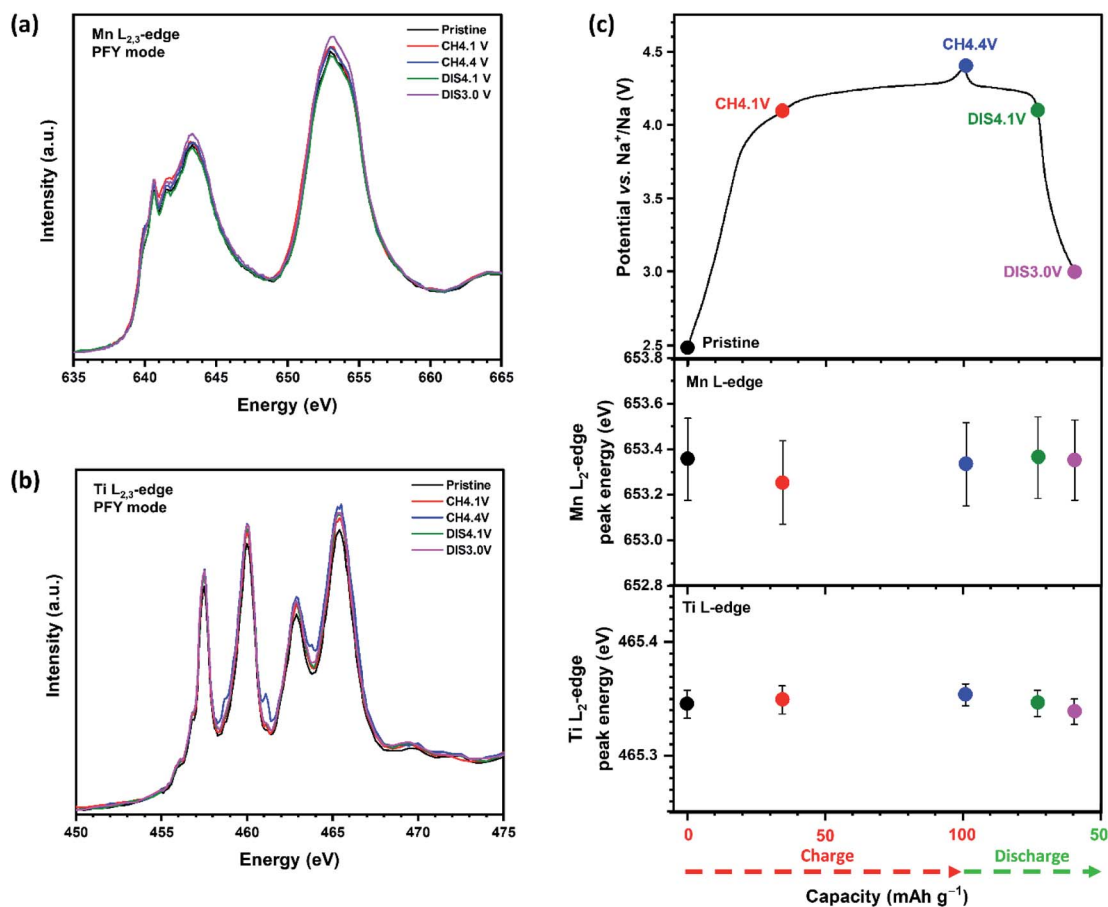 (a)
Mn L2,3-edge
PFY mode
Pristine
CH4.1 V
CH4.4 V
DIS4.1 V
DIS3.0 V
Intensity (a.u.)
635 640 645 650 655 660 665
Energy (eV)
(b)
Ti L2,3-edge
PFY mode
Pristine
CH4.1V
CH4.4V
DIS4.1V
DIS3.0V
Intensity (a.u.)
450 455 460 465 470 475
Energy (eV)
(c)
Potential vs. Na+/Na (V)
4.5
4.0
3.5
3.0
2.5
CH4.4V
CH4.1V
DIS4.1V
DIS3.0V
Pristine
Mn L2-edge
peak energy (eV)
653.8
653.6
653.4
653.2
653.0
652.8
Mn L-edge
Ti L2-edge
peak energy (eV)
465.4
465.3
Ti L-edge
0 50 100 50
Charge Discharge
Capacity (mAh g−1)